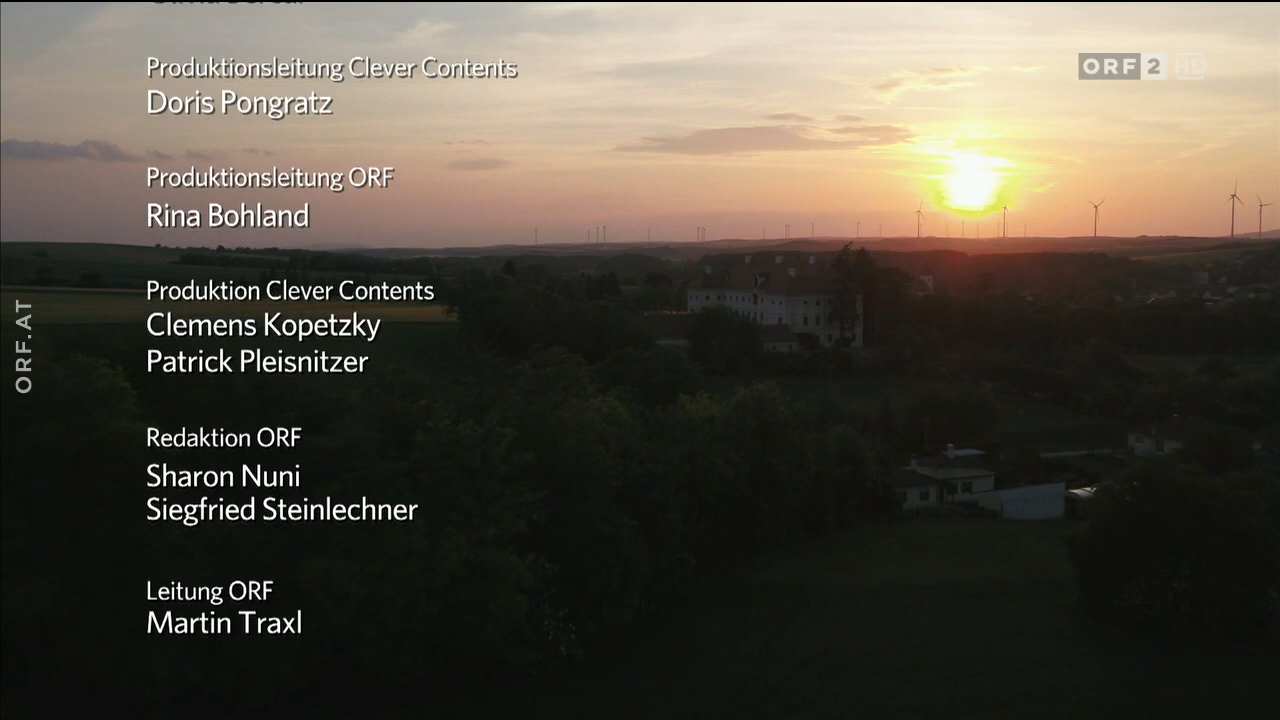 Produktionsleitung Clever Contents
Doris Pongratz
ORF 2 HD
Produktionsleitung ORF
Rina Bohland
Produktion Clever Contents
Clemens Kopetzky
Patrick Pleisnitzer
ORF.AT
Redaktion ORF
Sharon Nuni
Siegfried Steinlechner
Leitung ORF
Martin Traxl